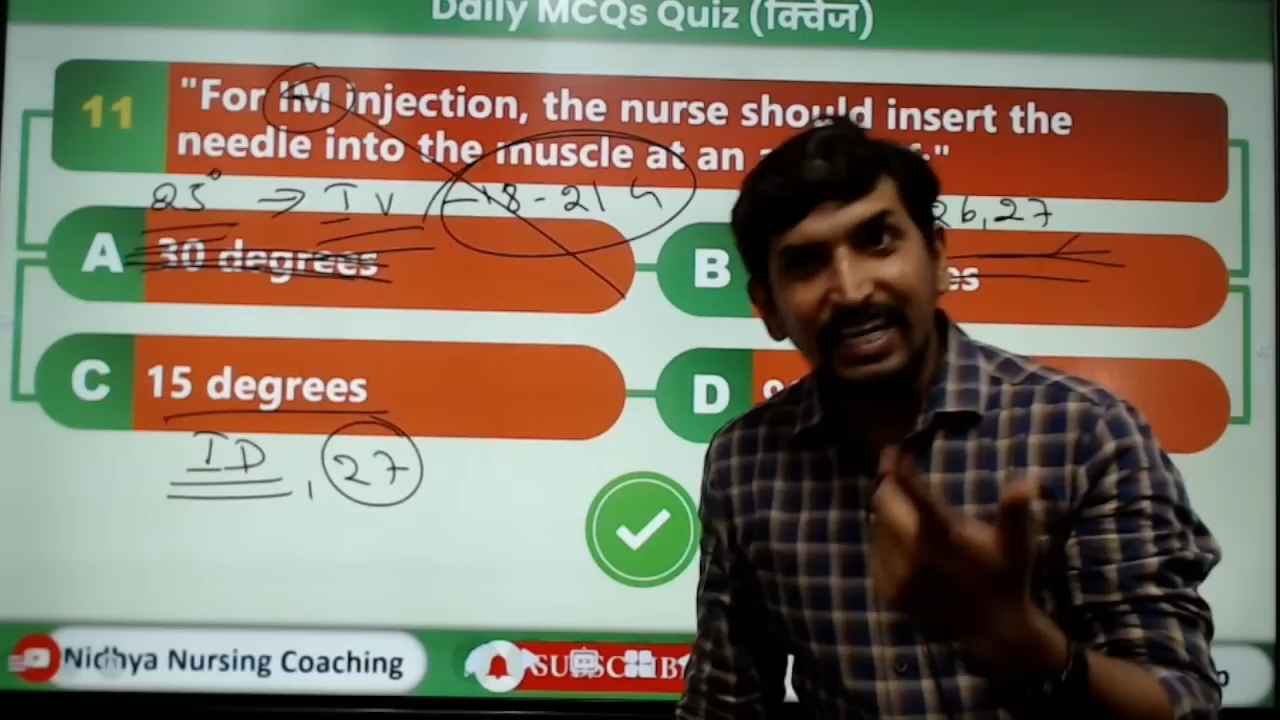 Daily MCQs Quiz (क्विज)
11
"For IM injection, the nurse should insert the
needle into the muscle at an
25° → IV 18-21 G
26, 27
A 30 degrees
B
C 15 degrees
D
ID, 27
Nidhya Nursing Coaching
SUBSCRIB